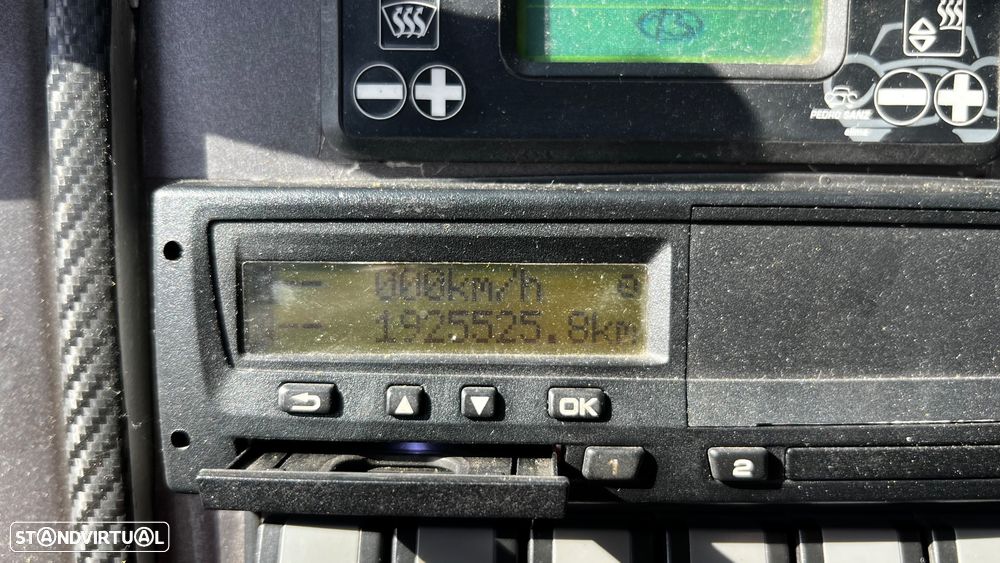 PEDRO SANZ
-- 000km/h e
-- 1925525.8km
OK
1
2
STANDVIRTUAL